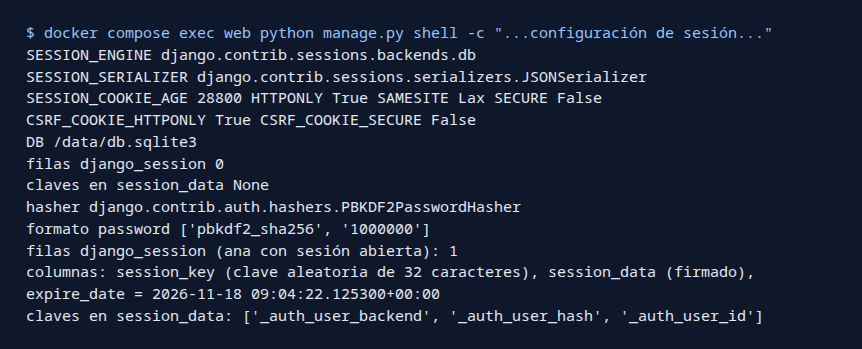 $ docker compose exec web python manage.py shell -c "...configuración de sesión..."
SESSION_ENGINE django.contrib.sessions.backends.db
SESSION_SERIALIZER django.contrib.sessions.serializers.JSONSerializer
SESSION_COOKIE_AGE 28800 HTTPONLY True SAMESITE Lax SECURE False
CSRF_COOKIE_HTTPONLY True CSRF_COOKIE_SECURE False
DB /data/db.sqlite3
filas django_session 0
claves en session_data None
hasher django.contrib.auth.hashers.PBKDF2PasswordHasher
formato password ['pbkdf2_sha256', '1000000']
filas django_session (ana con sesión abierta): 1
columnas: session_key (clave aleatoria de 32 caracteres), session_data (firmado),
expire_date = 2026-11-18 09:04:22.125300+00:00
claves en session_data: ['_auth_user_backend', '_auth_user_hash', '_auth_user_id']